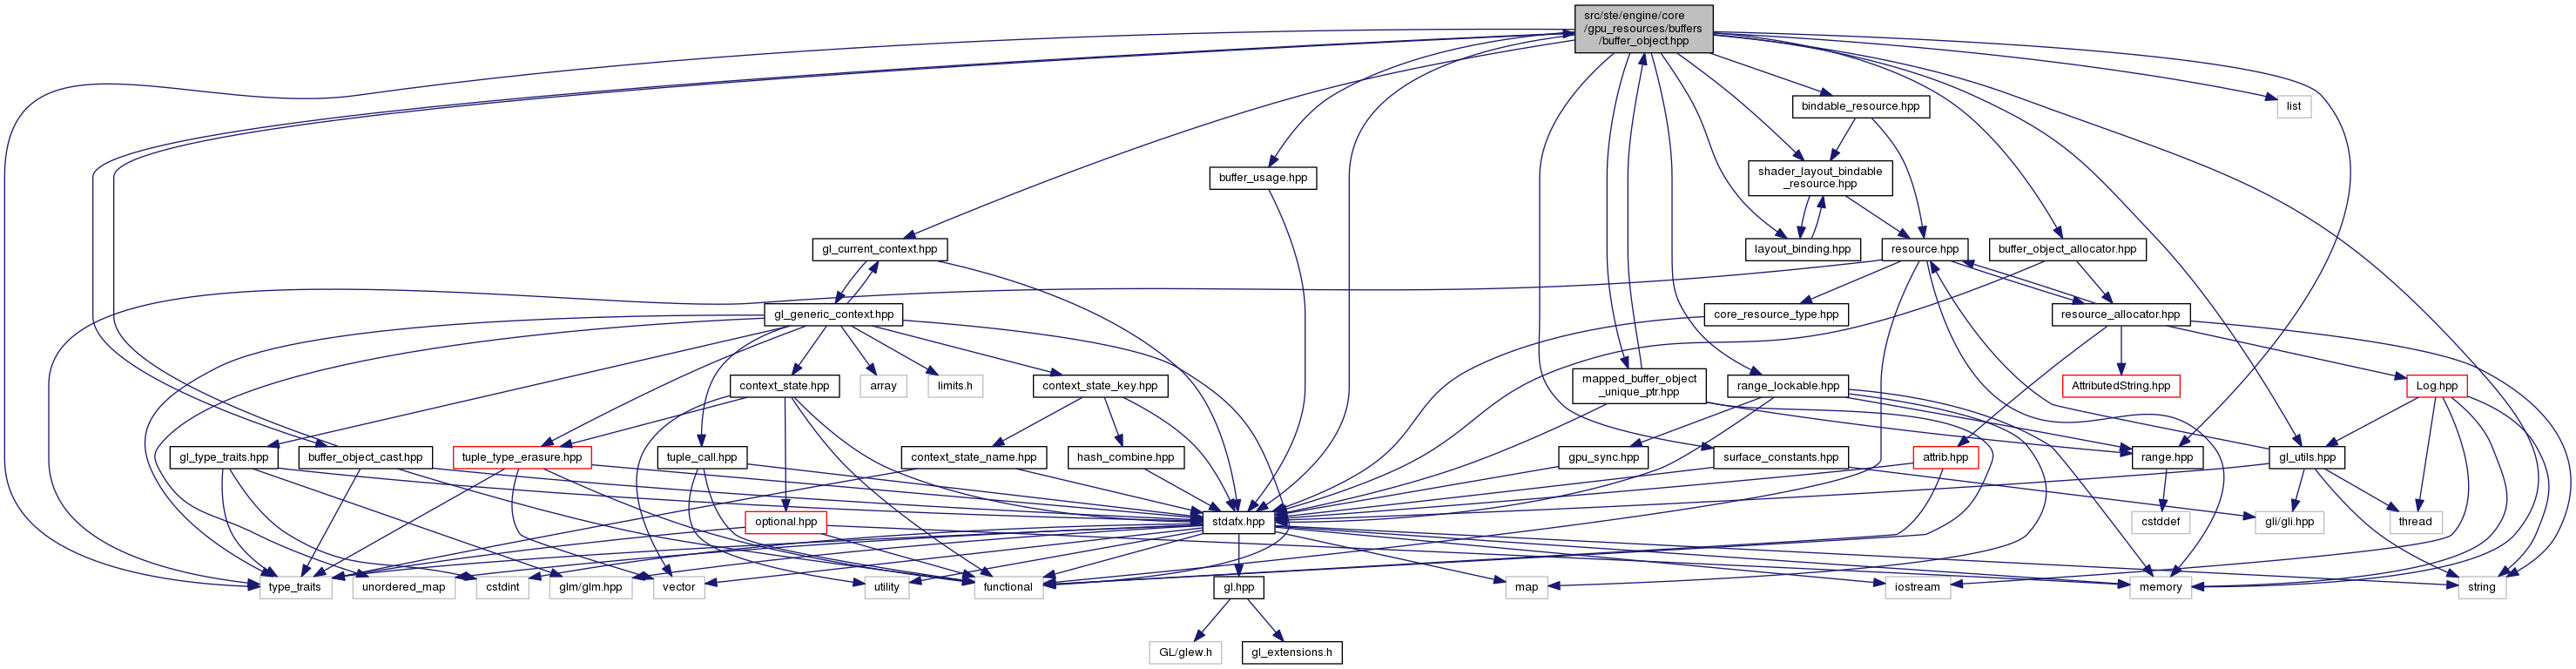 src/ste/engine/core
/gpu_resources/buffers
/buffer_object.hpp
list
bindable_resource.hpp
buffer_usage.hpp
shader_layout_bindable
_resource.hpp
gl_current_context.hpp
layout_binding.hpp
resource.hpp
buffer_object_allocator.hpp
gl_generic_context.hpp
core_resource_type.hpp
resource_allocator.hpp
context_state.hpp
array
limits.h
context_state_key.hpp
mapped_buffer_object
_unique_ptr.hpp
range_lockable.hpp
AttributedString.hpp
Log.hpp
gl_type_traits.hpp
buffer_object_cast.hpp
tuple_type_erasure.hpp
tuple_call.hpp
context_state_name.hpp
hash_combine.hpp
gpu_sync.hpp
surface_constants.hpp
attrib.hpp
range.hpp
gl_utils.hpp
optional.hpp
stdafx.hpp
cstddef
gli/gli.hpp
thread
type_traits
unordered_map
cstdint
glm/glm.hpp
vector
utility
functional
gl.hpp
map
iostream
memory
string
GL/glew.h
gl_extensions.h